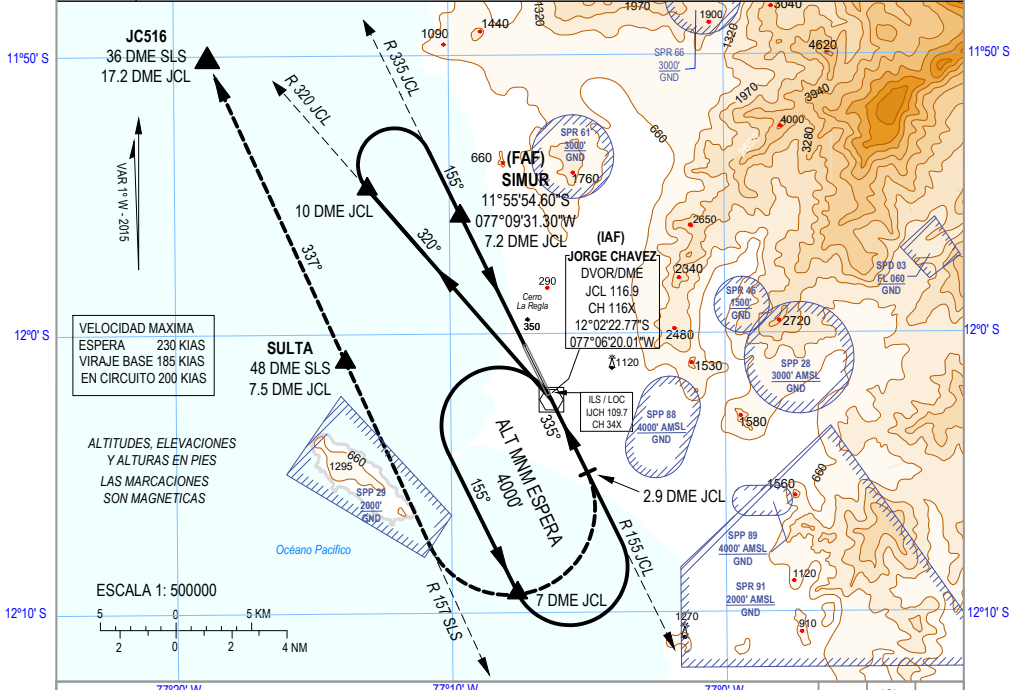 1440
1320
1970
1900
3040
1090
1320
4620
JC516
36 DME SLS
17.2 DME JCL
R 335 JCL
11°50' S
11°50' S
SPR 66
3000'
GND
R 320 JCL
1970
3940
4000
3280
660
VAR 1° W - 2015
SPR 61
3000'
GND
1760
660
(FAF)
SIMUR
11°55'54.60"S
077°09'31.30"W
7.2 DME JCL
155°
10 DME JCL
320°
337°
2650
(IAF)
JORGE CHAVEZ
DVOR/DME
JCL 116.9
CH 116X
12°02'22.77"S
077°06'20.01"W
2340
SPD 03
FL 060
GND
290
Cerro
La Regla
350
SPR 46
1500'
GND
2720
2480
12°0' S
12°0' S
VELOCIDAD MAXIMA
ESPERA 230 KIAS
VIRAJE BASE 185 KIAS
EN CIRCUITO 200 KIAS
SULTA
48 DME SLS
7.5 DME JCL
1120
1530
SPP 28
3000' AMSL
GND
ILS / LOC
IJCH 109.7
CH 34X
335°
SPP 88
4000' AMSL
GND
1580
ALTITUDES, ELEVACIONES
Y ALTURAS EN PIES
LAS MARCACIONES
SON MAGNETICAS
660
1295
SPP 29
2000'
GND
155°
ALT MNM ESPERA
4000'
2.9 DME JCL
1560
660
Océano Pacífico
R 155 JCL
SPP 89
4000' AMSL
GND
SPR 91
2000' AMSL
GND
1120
ESCALA 1: 500000
5 0 5 KM
2 0 2 4 NM
R 157 SLS
7 DME JCL
1270
910
12°10' S
12°10' S
77°20' W
77°10' W
77°0' W